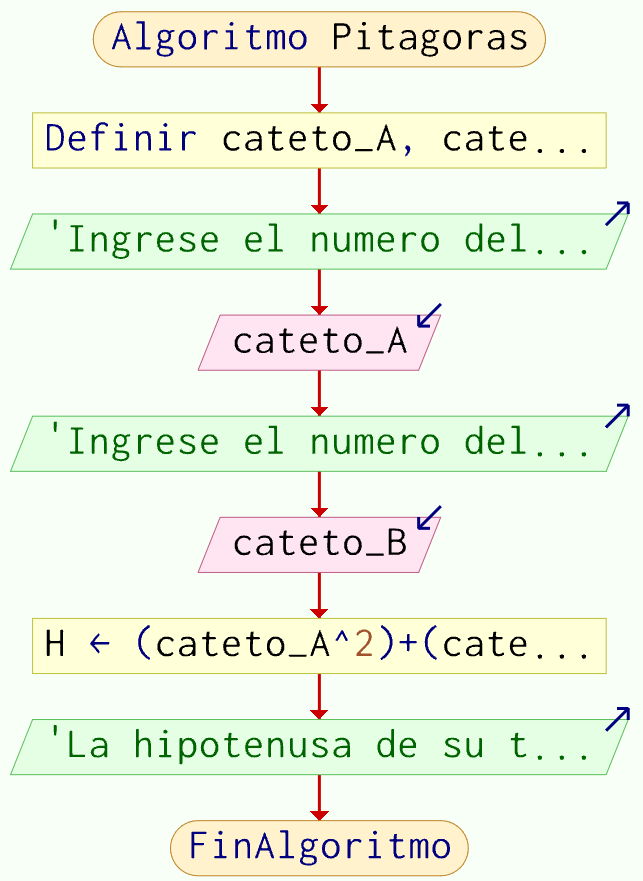 Algoritmo Pitagoras
Definir cateto_A, cate...
'Ingrese el numero del...
cateto_A
'Ingrese el numero del...
cateto_B
H ← (cateto_A^2)+(cate...
'La hipotenusa de su t...
FinAlgoritmo